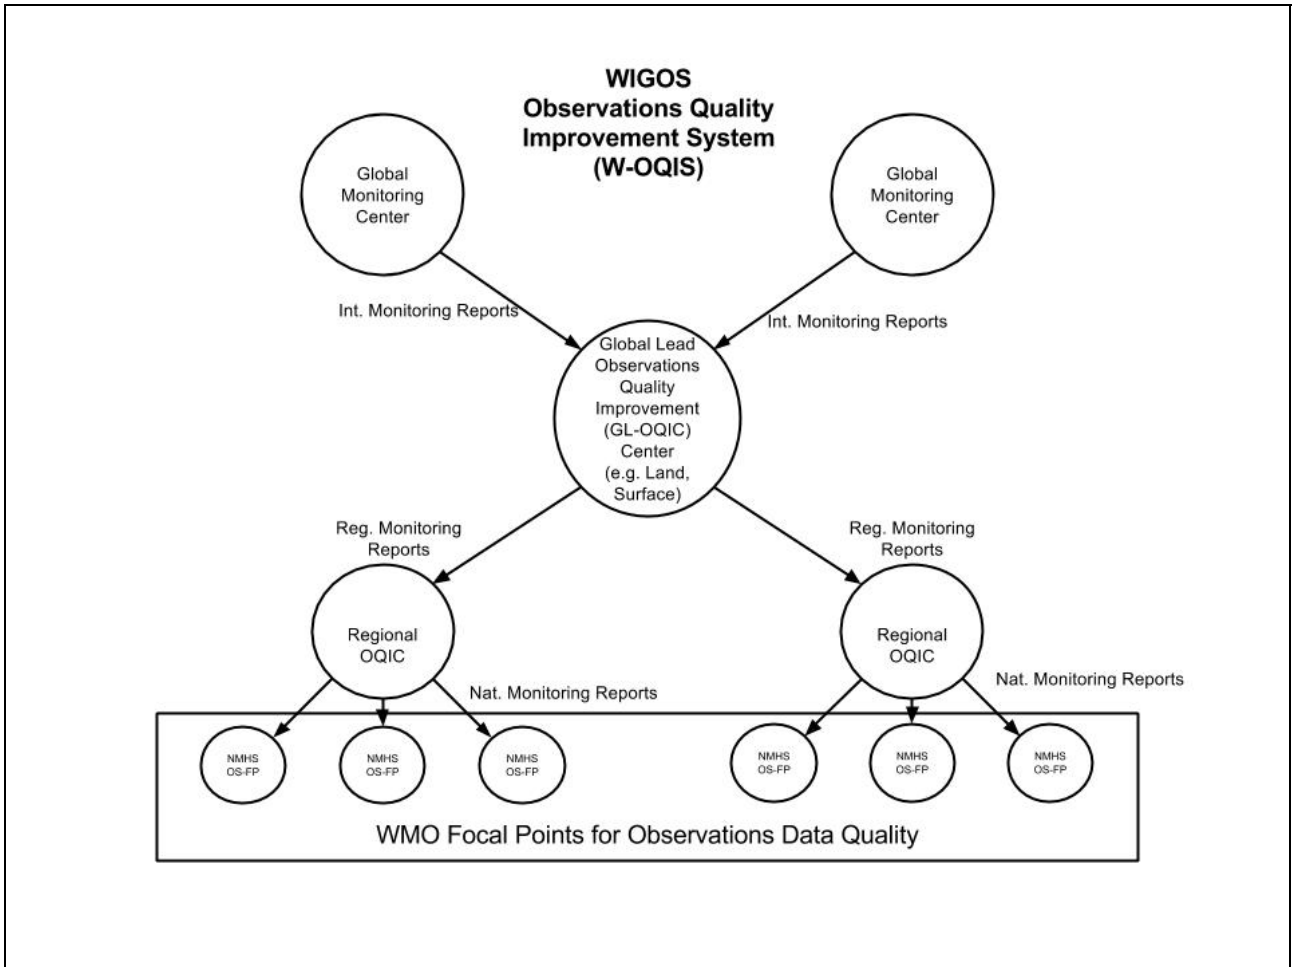 WIGOS
Observations Quality
Improvement System
(W-OQIS)
Global
Monitoring
Center
Global
Monitoring
Center
Int. Monitoring Reports
Int. Monitoring Reports
Global Lead
Observations
Quality
Improvement
(GL-OQIC)
Center
(e.g. Land,
Surface)
Reg. Monitoring
Reports
Reg. Monitoring
Reports
Regional
OQIC
Regional
OQIC
Nat. Monitoring Reports
Nat. Monitoring Reports
NMHS
OS-FP
NMHS
OS-FP
NMHS
OS-FP
NMHS
OS-FP
NMHS
OS-FP
NMHS
OS-FP
WMO Focal Points for Observations Data Quality